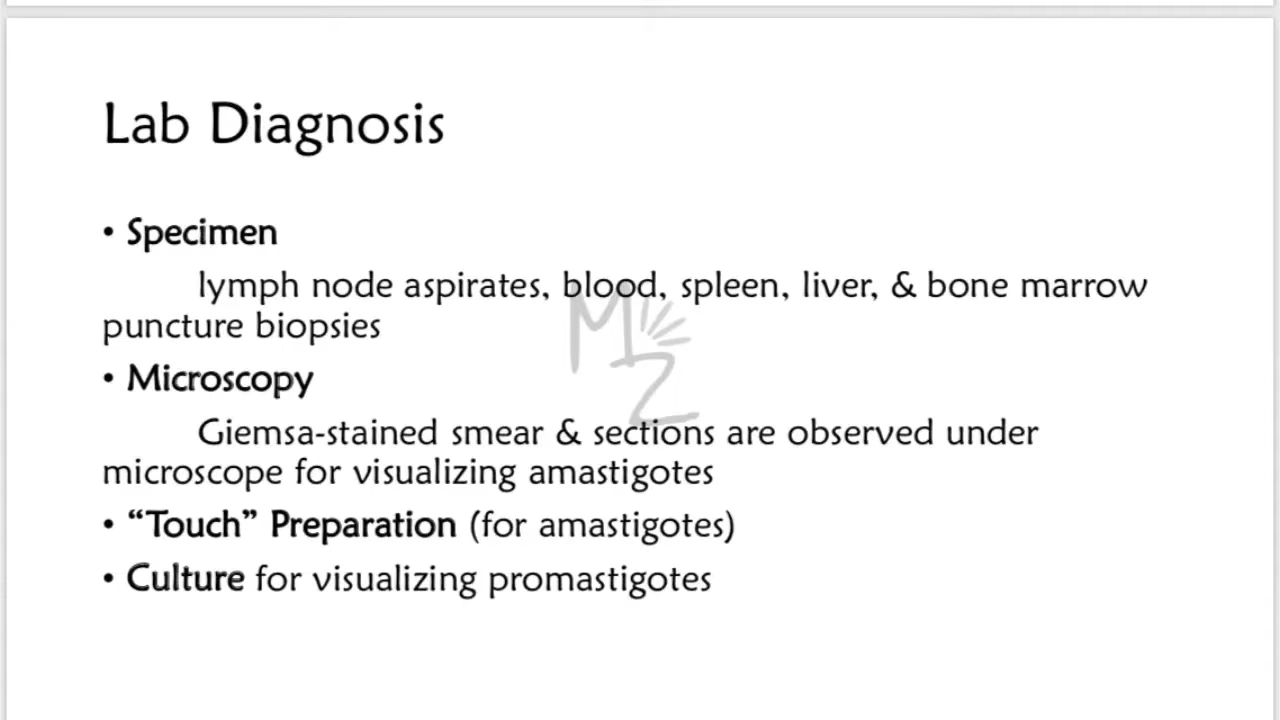 Lab Diagnosis
• Specimen
lymph node aspirates, blood, spleen, liver, & bone marrow
puncture biopsies
• Microscopy
Giemsa-stained smear & sections are observed under
microscope for visualizing amastigotes
• “Touch” Preparation (for amastigotes)
• Culture for visualizing promastigotes
MZ